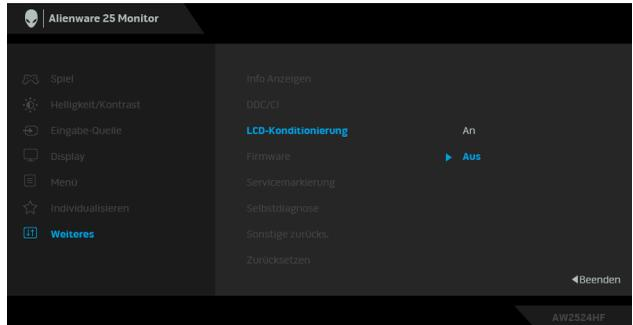 Alienware 25 Monitor
Spiel
Info Anzeigen
Helligkeit/Kontrast
DDC/CI
Eingabe-Quelle
LCD-Konditionierung
An
Display
Firmware
Aus
Menü
Servicemarkierung
Individualisieren
Selbstdiagnose
Weiteres
Sonstige zurücks.
Zurücksetzen
Beenden
AW2524HF